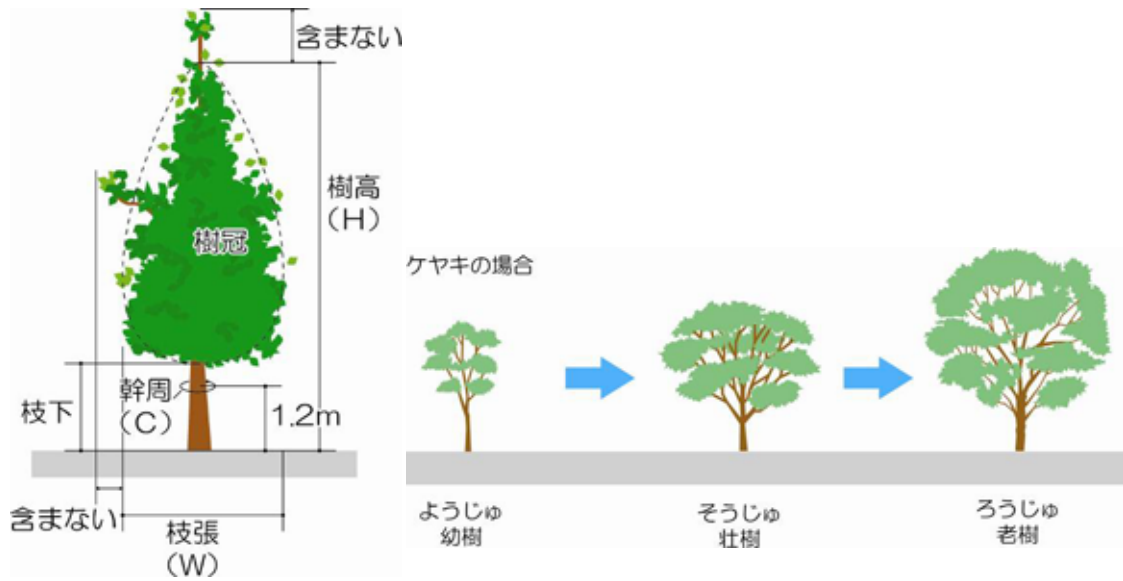 含まない
樹高
(H)
樹冠
幹周
(C)
枝下
1.2m
含まない
枝張
(W)
ケヤキの場合
ようじゅ
幼樹
そうじゅ
壮樹
ろうじゅ
老樹